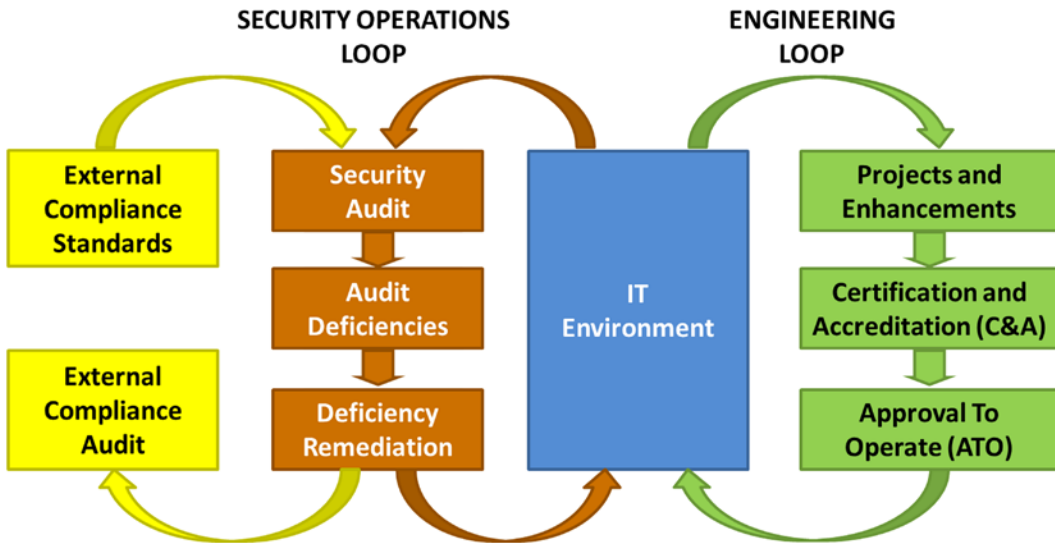 SECURITY OPERATIONS
LOOP
ENGINEERING
LOOP
External
Compliance
Standards
External
Compliance
Audit
Security
Audit
Audit
Deficiencies
Deficiency
Remediation
IT
Environment
Projects and
Enhancements
Certification and
Accreditation (C&A)
Approval To
Operate (ATO)